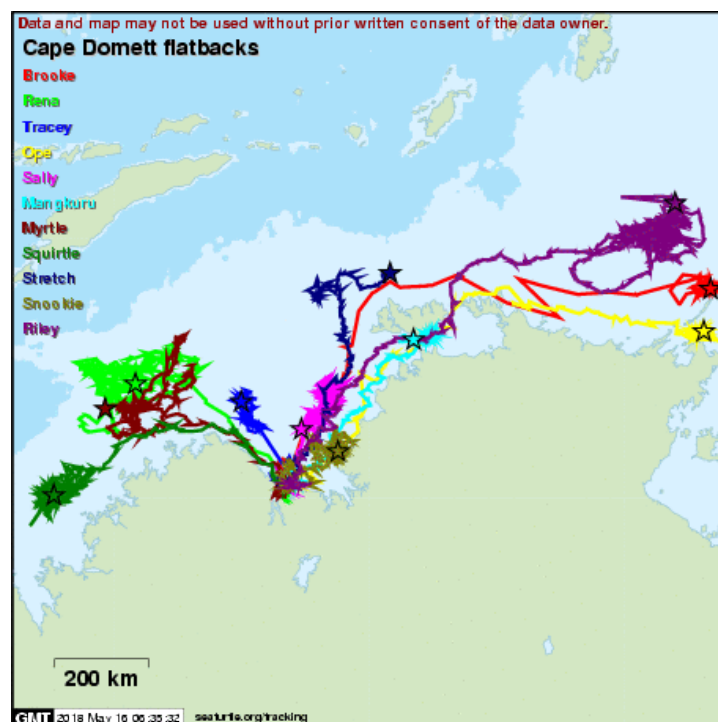 Data and map may not be used without prior written consent of the data owner.
Cape Domett flatbacks
Brooke
Rena
Tracey
Ope
Sally
Mangkuru
Myrtle
Squirtle
Stretch
Snookie
Riley
200 km
GMT 2018 May 16 06:35:32 seaturtle.org/tracking